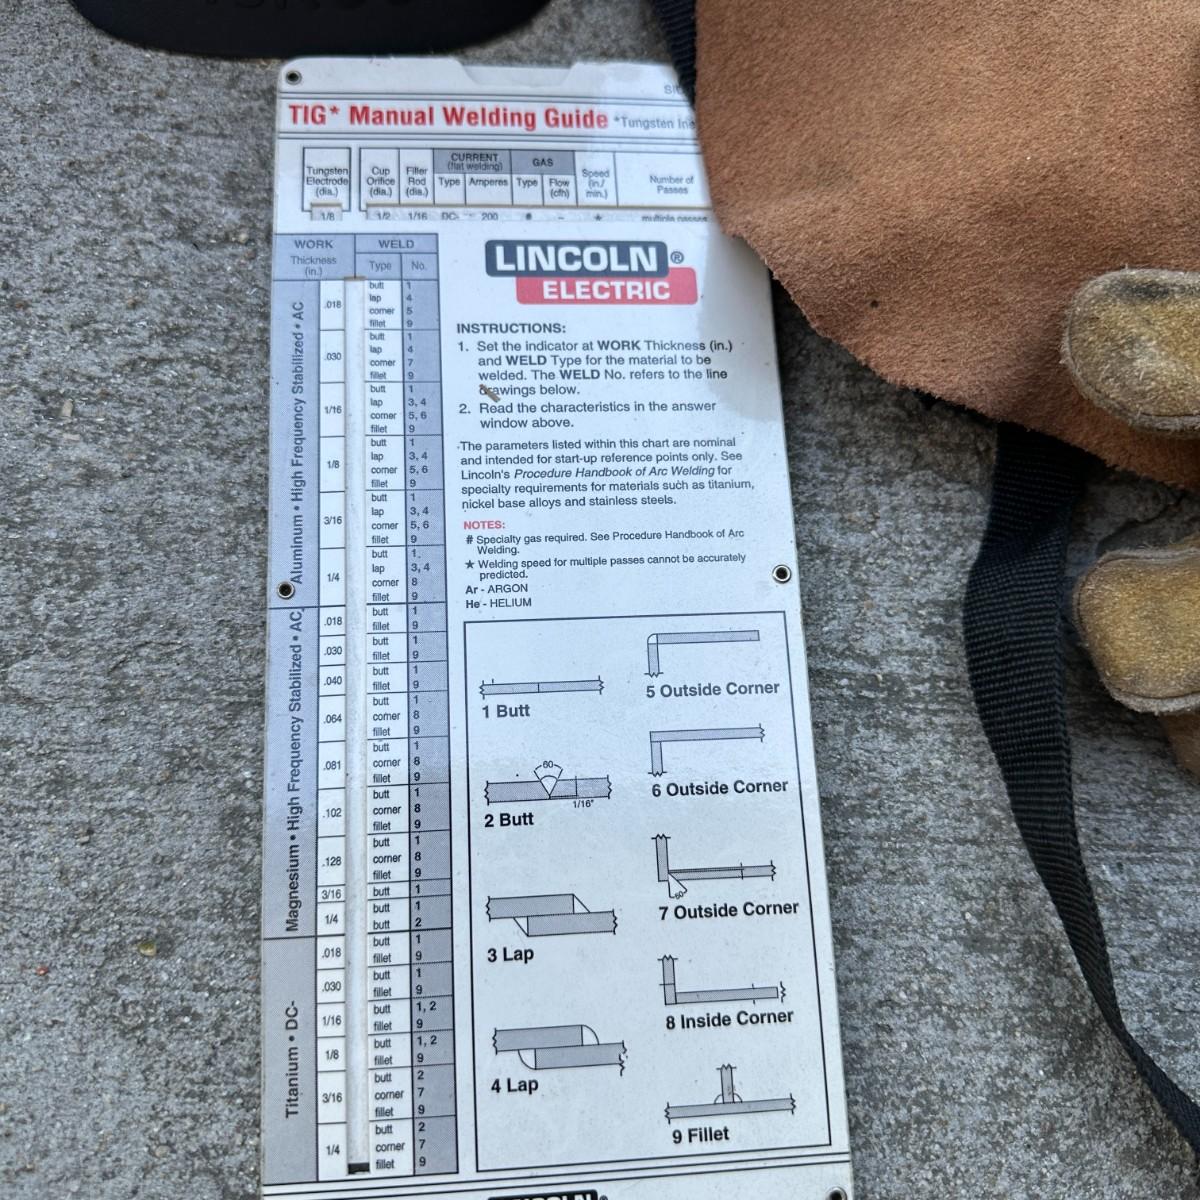 TIG* Manual Welding Guide *Tungsten
Tungsten Electrode (dia.)
Cup Orifice (dia.)
Filler Rod (dia.)
CURRENT (flat welding)
Type Amperes
GAS
Type Flow (cfh)
Speed (in./ min.)
Number of Passes
1/8 1/2 1/16 DC- 200 – ★ multiple passes
WORK WELD
Thickness (in.) Type No.
LINCOLN ®
ELECTRIC
Aluminum • High Frequency Stabilized • AC
.018 butt 1
lap 4
corner 5
fillet 9
.030 butt 1
lap 4
corner 7
fillet 9
1/16 butt 1
lap 3, 4
corner 5, 6
fillet 9
1/8 butt 1
lap 3, 4
corner 5, 6
fillet 9
3/16 butt 1
lap 3, 4
corner 5, 6
fillet 9
1/4 butt 1
lap 3, 4
corner 8
fillet 9
Magnesium • High Frequency Stabilized • AC
.018 butt 1
fillet 9
.030 butt 1
fillet 9
.040 butt 1
fillet 9
.064 butt 1
corner 8
fillet 9
.081 butt 1
corner 8
fillet 9
.102 butt 1
corner 8
fillet 9
.128 butt 1
corner 8
fillet 9
3/16 butt 1
1/4 butt 1
butt 2
Titanium • DC-
.018 butt 1
fillet 9
.030 butt 1
fillet 9
1/16 butt 1, 2
fillet 9
1/8 butt 1, 2
fillet 9
3/16 butt 2
corner 7
fillet 9
1/4 butt 2
corner 7
fillet 9
INSTRUCTIONS:
1. Set the indicator at WORK Thickness (in.)
and WELD Type for the material to be
welded. The WELD No. refers to the line
drawings below.
2. Read the characteristics in the answer
window above.
The parameters listed within this chart are nominal
and intended for start-up reference points only. See
Lincoln's Procedure Handbook of Arc Welding for
specialty requirements for materials such as titanium,
nickel base alloys and stainless steels.
NOTES:
# Specialty gas required. See Procedure Handbook of Arc
Welding.
★ Welding speed for multiple passes cannot be accurately
predicted.
Ar - ARGON
He - HELIUM
1 Butt
60
1/16"
2 Butt
3 Lap
4 Lap
5 Outside Corner
6 Outside Corner
60
7 Outside Corner
8 Inside Corner
9 Fillet
LINCOLN ®